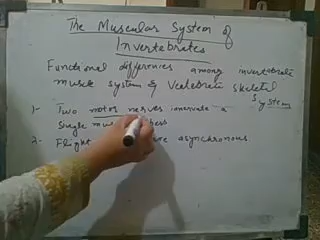 The Muscular System of
Invertebrates
Functional differences among invertebrate
muscle system & Vertebrate Skeletal
System
1- Two motor nerves innervate a
Single
2- Flight are asynchronous